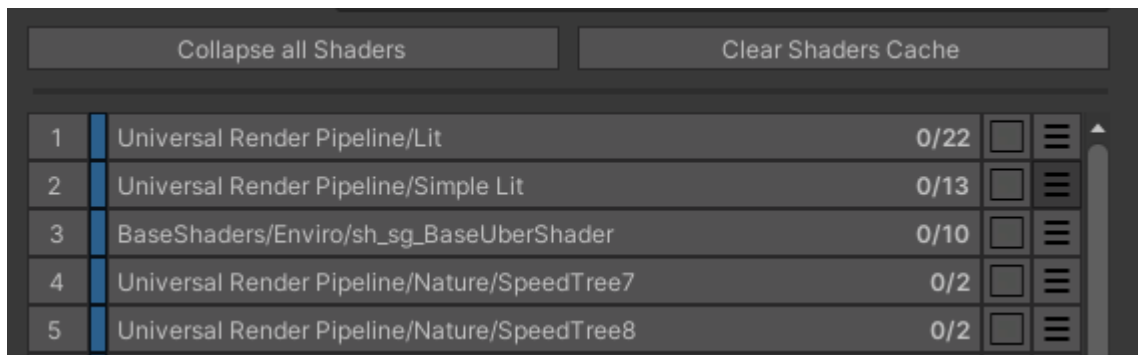 Collapse all Shaders Clear Shaders Cache
1 Universal Render Pipeline/Lit 0/22
2 Universal Render Pipeline/Simple Lit 0/13
3 BaseShaders/Enviro/sh_sg_BaseUberShader 0/10
4 Universal Render Pipeline/Nature/SpeedTree7 0/2
5 Universal Render Pipeline/Nature/SpeedTree8 0/2